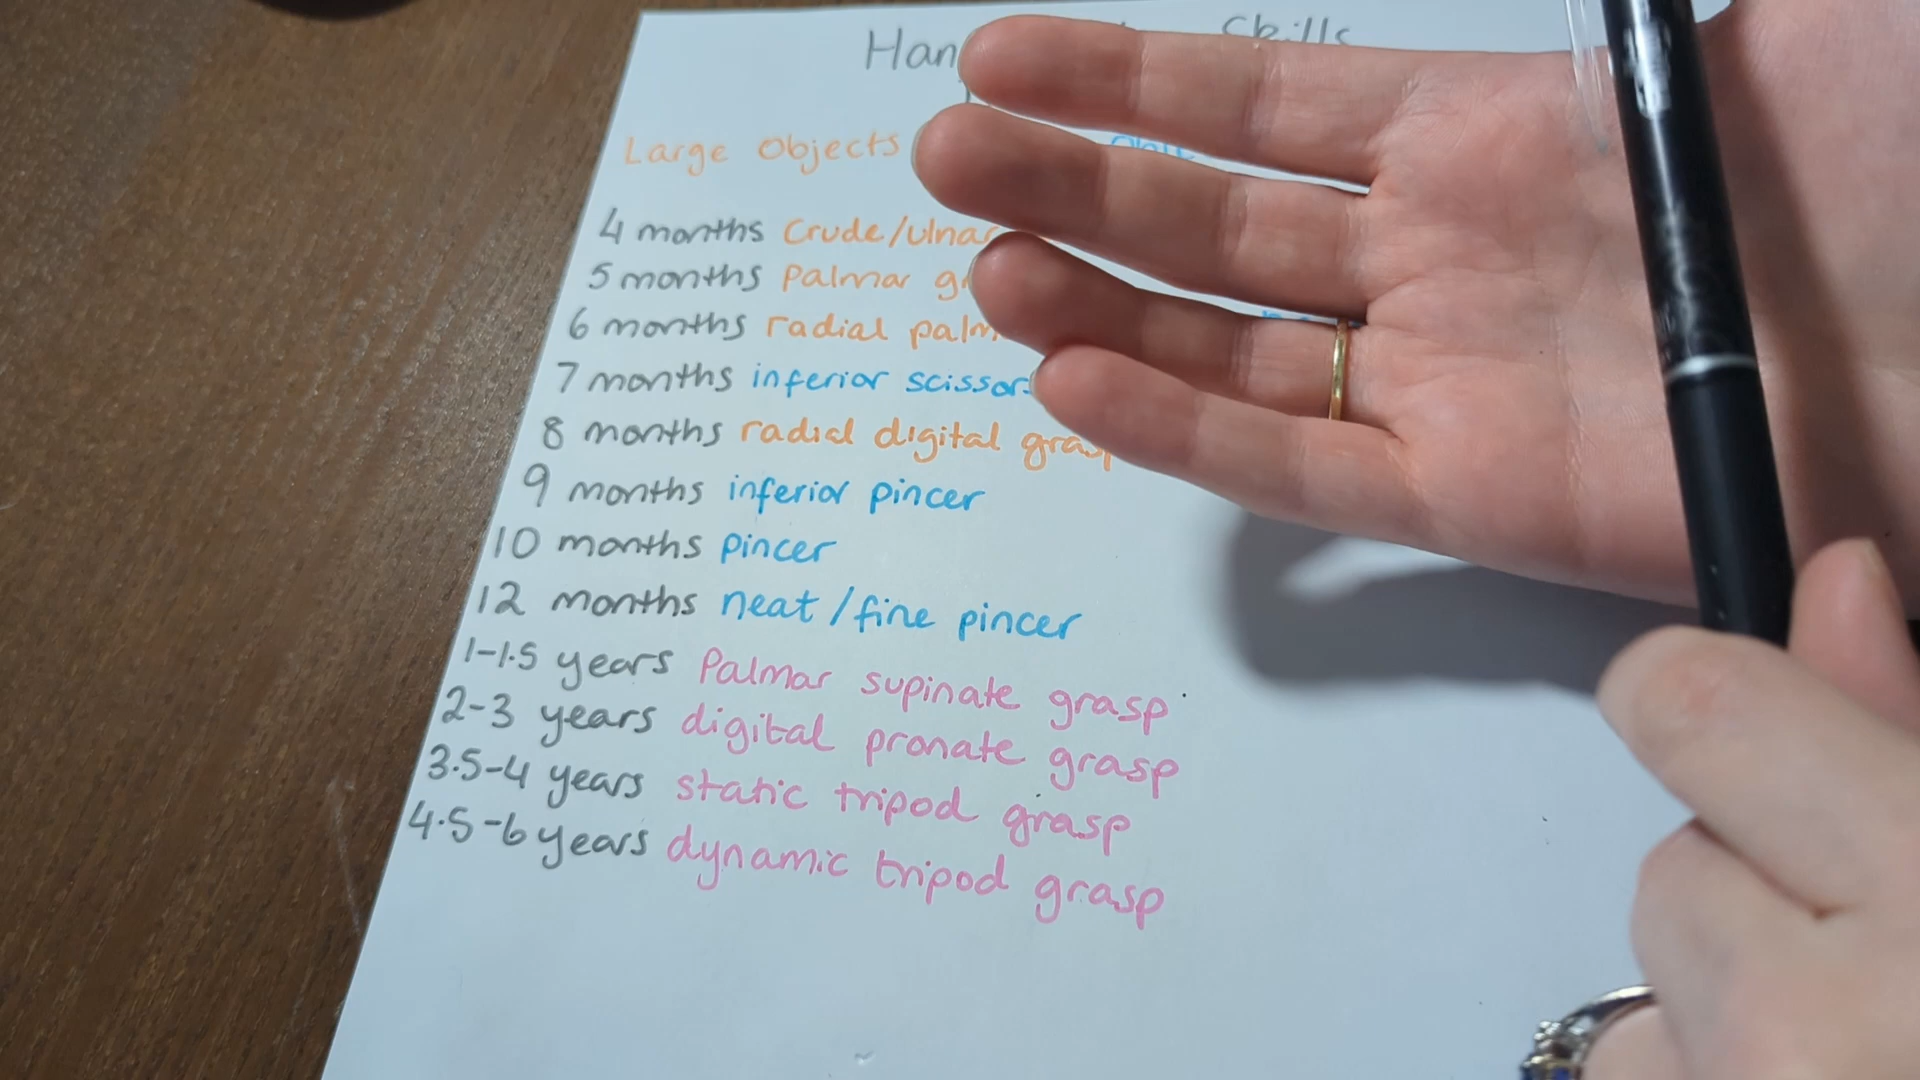 Skills
Large Objects
4 months Crude/ulnar
5 months Palmar
6 months radial
7 months inferior scissors
8 months radial digital grasp
9 months inferior pincer
10 months pincer
12 months neat/fine pincer
1-1.5 years Palmar supinate grasp
2-3 years digital pronate grasp
3.5-4 years static tripod grasp
4.5-6 years dynamic tripod grasp